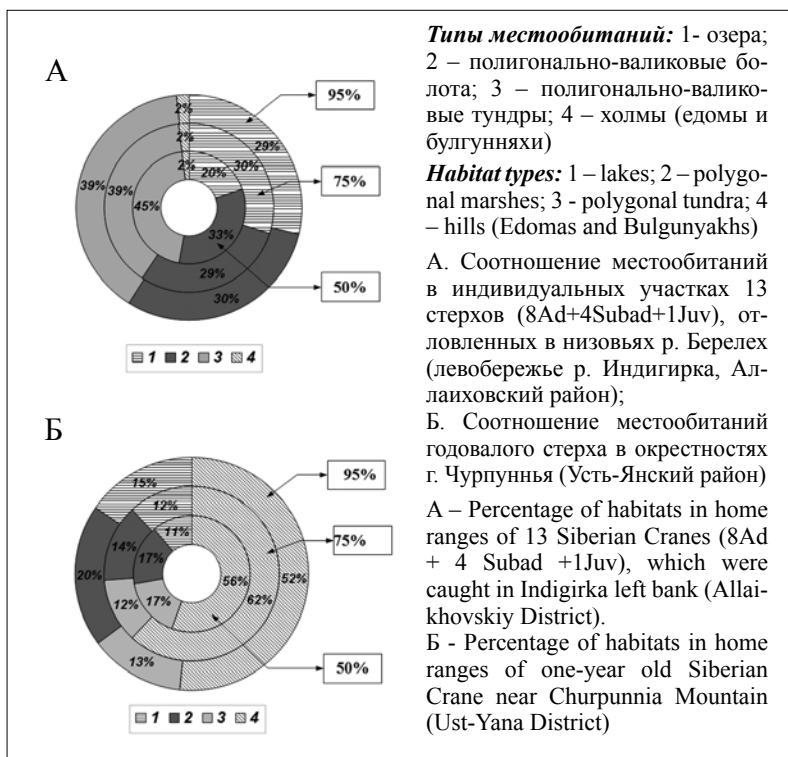 А
95%
2%
29%
2%
30%
75%
2%
20%
39%
39%
45%
33%
29%
30%
50%
1 2 3 4
Б
95%
15%
12%
11%
75%
20%
14%
17%
56%
62%
52%
12%
17%
13%
50%
1 2 3 4
Типы местообитаний: 1- озера;
2 – полигонально-валиковые бо-
лота; 3 – полигонально-валико-
вые тундры; 4 – холмы (едомы и
булгунняхи)
Habitat types: 1 – lakes; 2 – polygo-
nal marshes; 3 - polygonal tundra; 4
– hills (Edomas and Bulgunyakhs)
А. Соотношение местообитаний
в индивидуальных участках 13
стерхов (8Ad+4Subad+1Juv), от-
ловленных в низовьях р. Берелех
(левобережье р. Индигирка, Ал-
лаиховский район);
Б. Соотношение местообитаний
годовалого стерха в окрестностях
г. Чурпуннья (Усть-Янский район)
А – Percentage of habitats in home
ranges of 13 Siberian Cranes (8Ad
+ 4 Subad +1Juv), which were
caught in Indigirka left bank (Allai-
khovskiy District).
Б - Percentage of habitats in home
ranges of one-year old Siberian
Crane near Churpunnia Mountain
(Ust-Yana District)